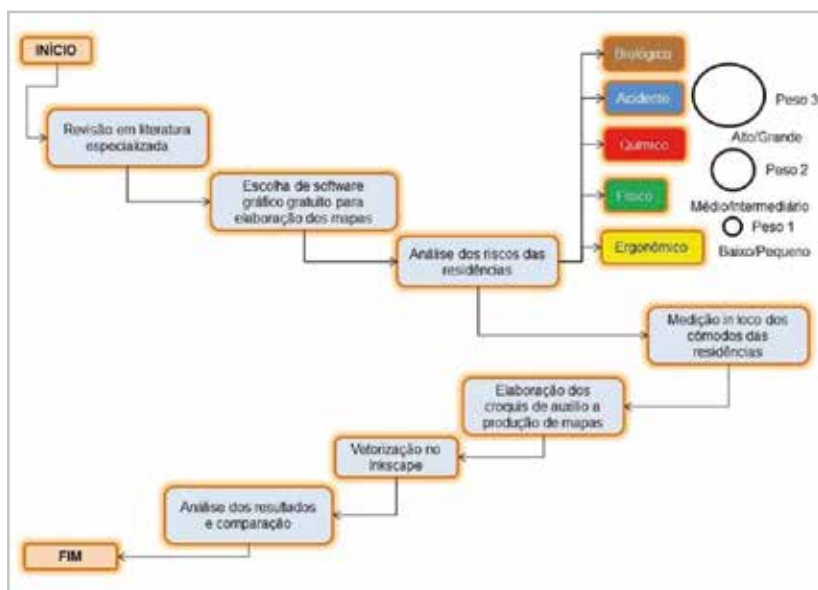 INÍCIO
Revisão em literatura
especializada
Escolha de software
gráfico gratuito para
elaboração dos mapas
Análise dos riscos das
residências
Biológico
Acidente
Químico
Físico
Ergonômico
Peso 3
Alto/Grande
Peso 2
Médio/Intermediário
Peso 1
Baixo/Pequeno
Medição in loco dos
cômodos das
residências
Elaboração dos
croquis de auxílio a
produção de mapas
Vetorização no
Inkscape
Análise dos resultados
e comparação
FIM